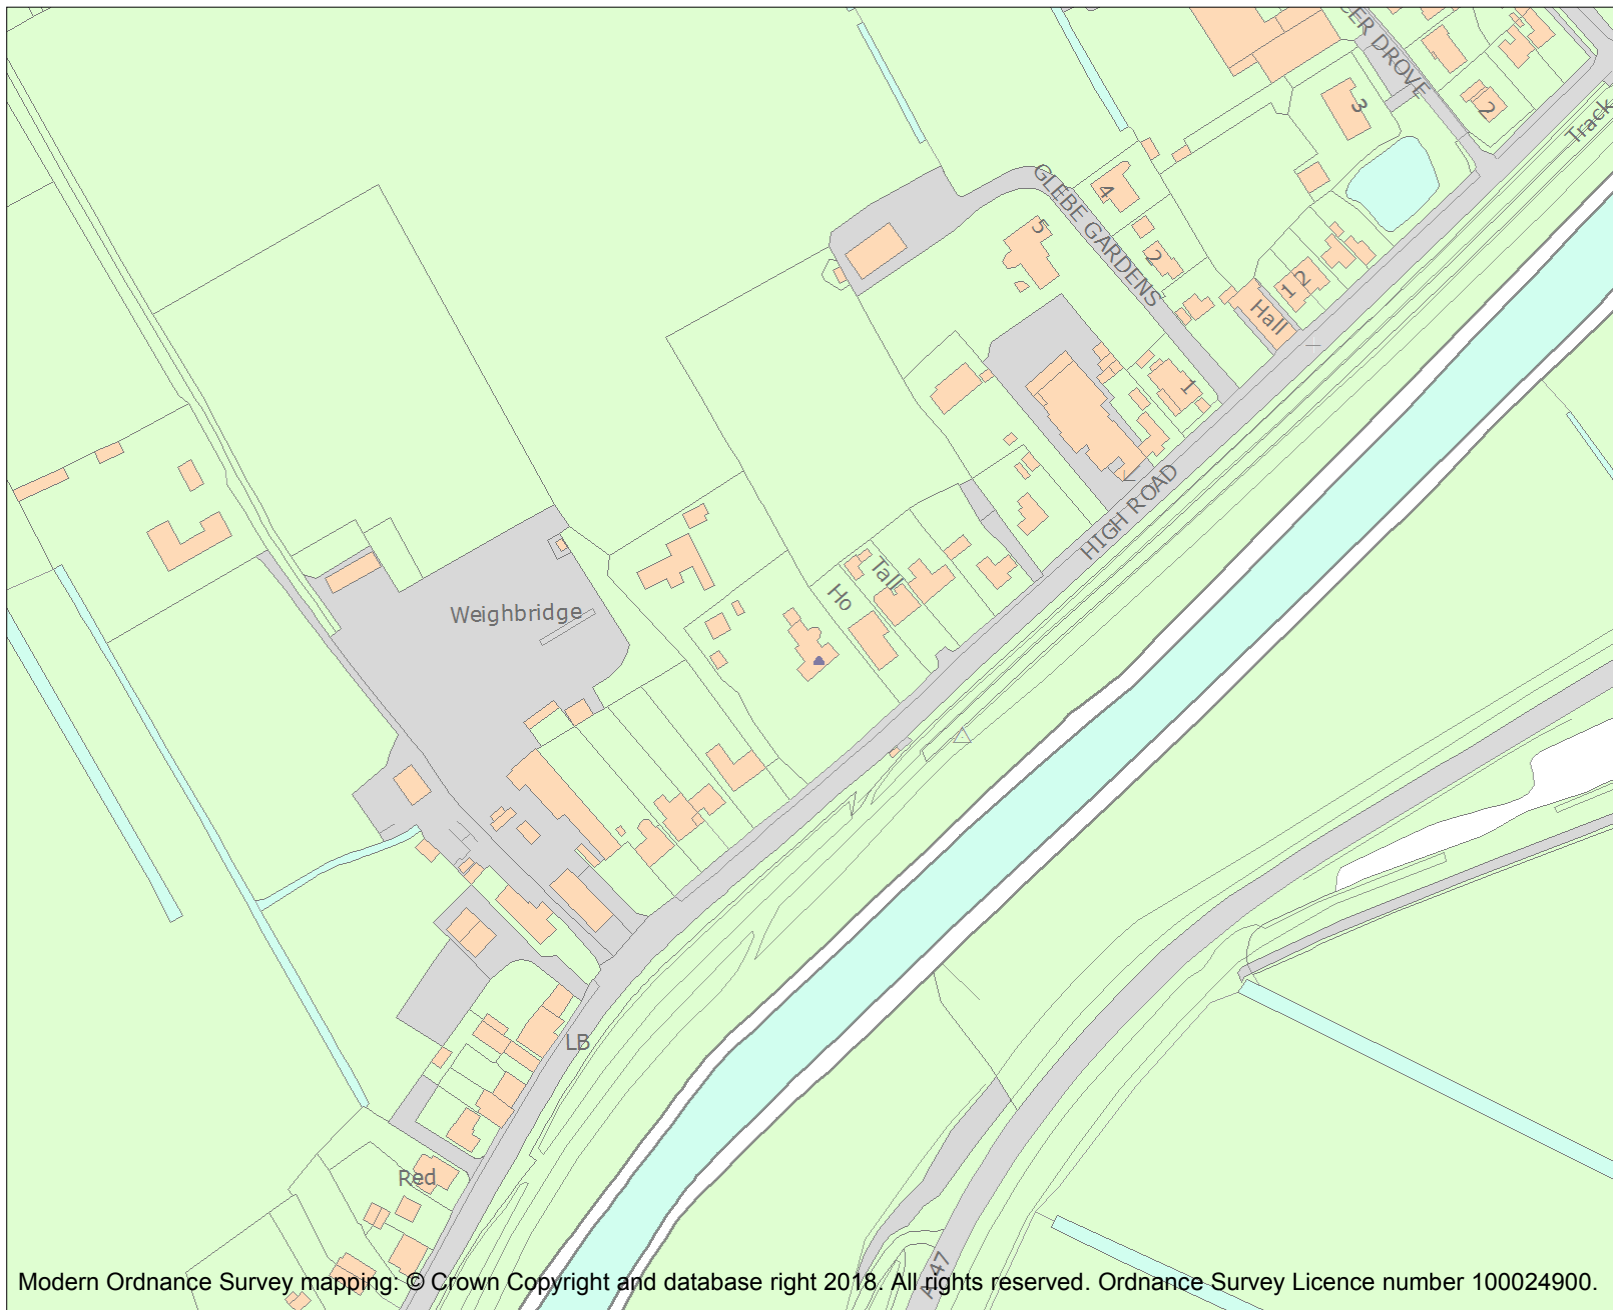 CER DROVE
Track
3
2
GLEBE GARDENS
4
5
2
1 2
Hall
1
HIGH ROAD
Tall
Ho
Weighbridge
LB
Red
A47
Modern Ordnance Survey mapping: © Crown Copyright and database right 2018. All rights reserved. Ordnance Survey Licence number 100024900.